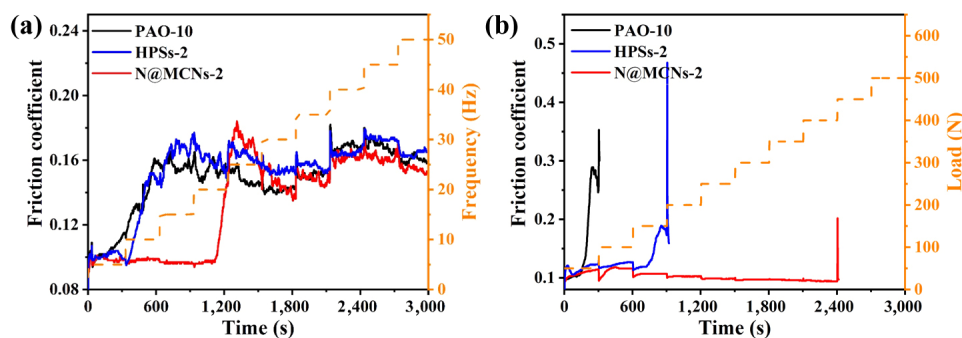 (a)
PAO-10
HPSs-2
N@MCNs-2
Friction coefficient
0.24
0.20
0.16
0.12
0.08
0
600
1,200
1,800
2,400
3,000
Time (s)
50
40
30
20
10
0
Frequency (Hz)
(b)
PAO-10
HPSs-2
N@MCNs-2
Friction coefficient
0.5
0.4
0.3
0.2
0.1
0
600
1,200
1,800
2,400
3,000
Time (s)
600
500
400
300
200
100
0
Load (N)